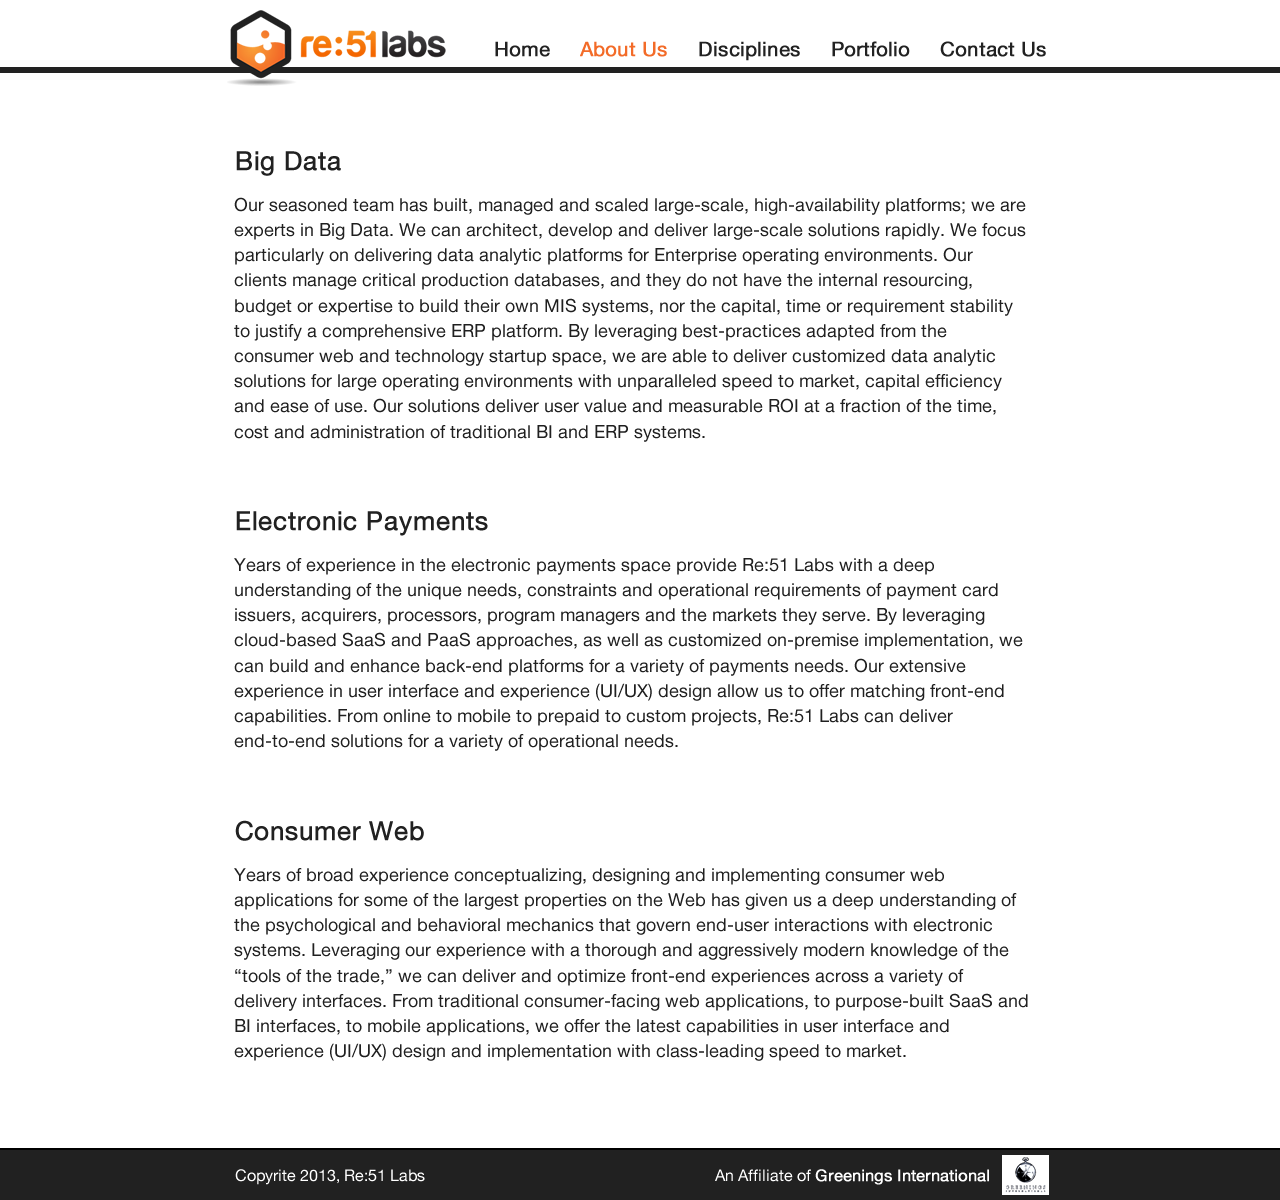 re:51labs Home About Us Disciplines Portfolio Contact Us
Big Data
Our seasoned team has built, managed and scaled large-scale, high-availability platforms; we are
experts in Big Data. We can architect, develop and deliver large-scale solutions rapidly. We focus
particularly on delivering data analytic platforms for Enterprise operating environments. Our
clients manage critical production databases, and they do not have the internal resourcing,
budget or expertise to build their own MIS systems, nor the capital, time or requirement stability
to justify a comprehensive ERP platform. By leveraging best-practices adapted from the
consumer web and technology startup space, we are able to deliver customized data analytic
solutions for large operating environments with unparalleled speed to market, capital efficiency
and ease of use. Our solutions deliver user value and measurable ROI at a fraction of the time,
cost and administration of traditional BI and ERP systems.
Electronic Payments
Years of experience in the electronic payments space provide Re:51 Labs with a deep
understanding of the unique needs, constraints and operational requirements of payment card
issuers, acquirers, processors, program managers and the markets they serve. By leveraging
cloud-based SaaS and PaaS approaches, as well as customized on-premise implementation, we
can build and enhance back-end platforms for a variety of payments needs. Our extensive
experience in user interface and experience (UI/UX) design allow us to offer matching front-end
capabilities. From online to mobile to prepaid to custom projects, Re:51 Labs can deliver
end-to-end solutions for a variety of operational needs.
Consumer Web
Years of broad experience conceptualizing, designing and implementing consumer web
applications for some of the largest properties on the Web has given us a deep understanding of
the psychological and behavioral mechanics that govern end-user interactions with electronic
systems. Leveraging our experience with a thorough and aggressively modern knowledge of the
“tools of the trade,” we can deliver and optimize front-end experiences across a variety of
delivery interfaces. From traditional consumer-facing web applications, to purpose-built SaaS and
BI interfaces, to mobile applications, we offer the latest capabilities in user interface and
experience (UI/UX) design and implementation with class-leading speed to market.
Copyrite 2013, Re:51 Labs An Affiliate of Greenings International